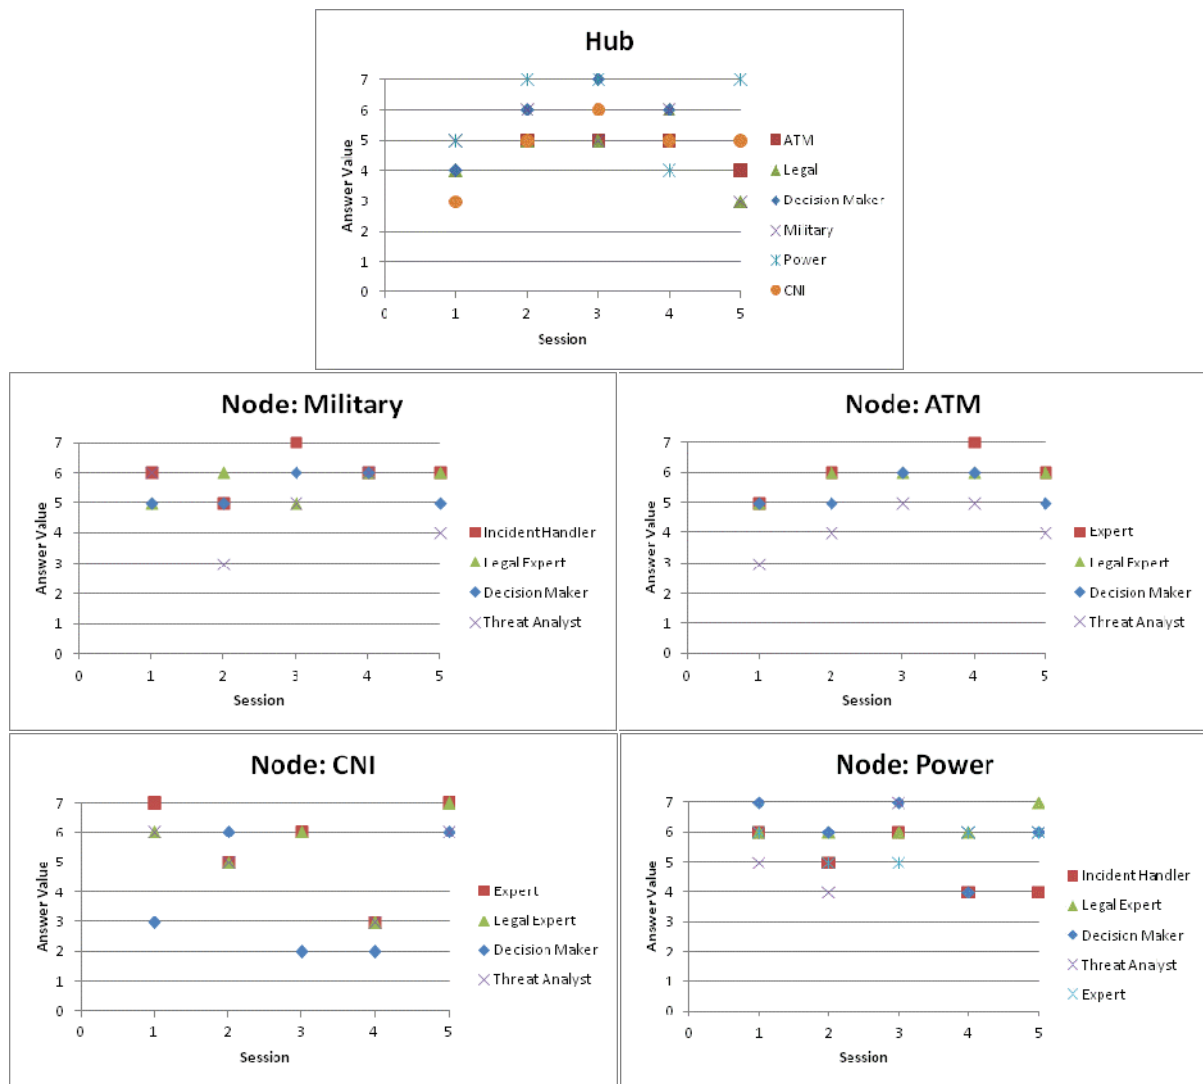 Hub
7
6
5
4
3
2
1
0
Answer Value
0 1 2 3 4 5
Session
ATM
Legal
Decision Maker
Military
Power
CNI
Node: Military
7
6
5
4
3
2
1
0
Answer Value
0 1 2 3 4 5
Session
Incident Handler
Legal Expert
Decision Maker
Threat Analyst
Node: ATM
7
6
5
4
3
2
1
0
Answer Value
0 1 2 3 4 5
Session
Expert
Legal Expert
Decision Maker
Threat Analyst
Node: CNI
7
6
5
4
3
2
1
0
Answer Value
0 1 2 3 4 5
Session
Expert
Legal Expert
Decision Maker
Threat Analyst
Node: Power
7
6
5
4
3
2
1
0
Answer Value
0 1 2 3 4 5
Session
Incident Handler
Legal Expert
Decision Maker
Threat Analyst
Expert